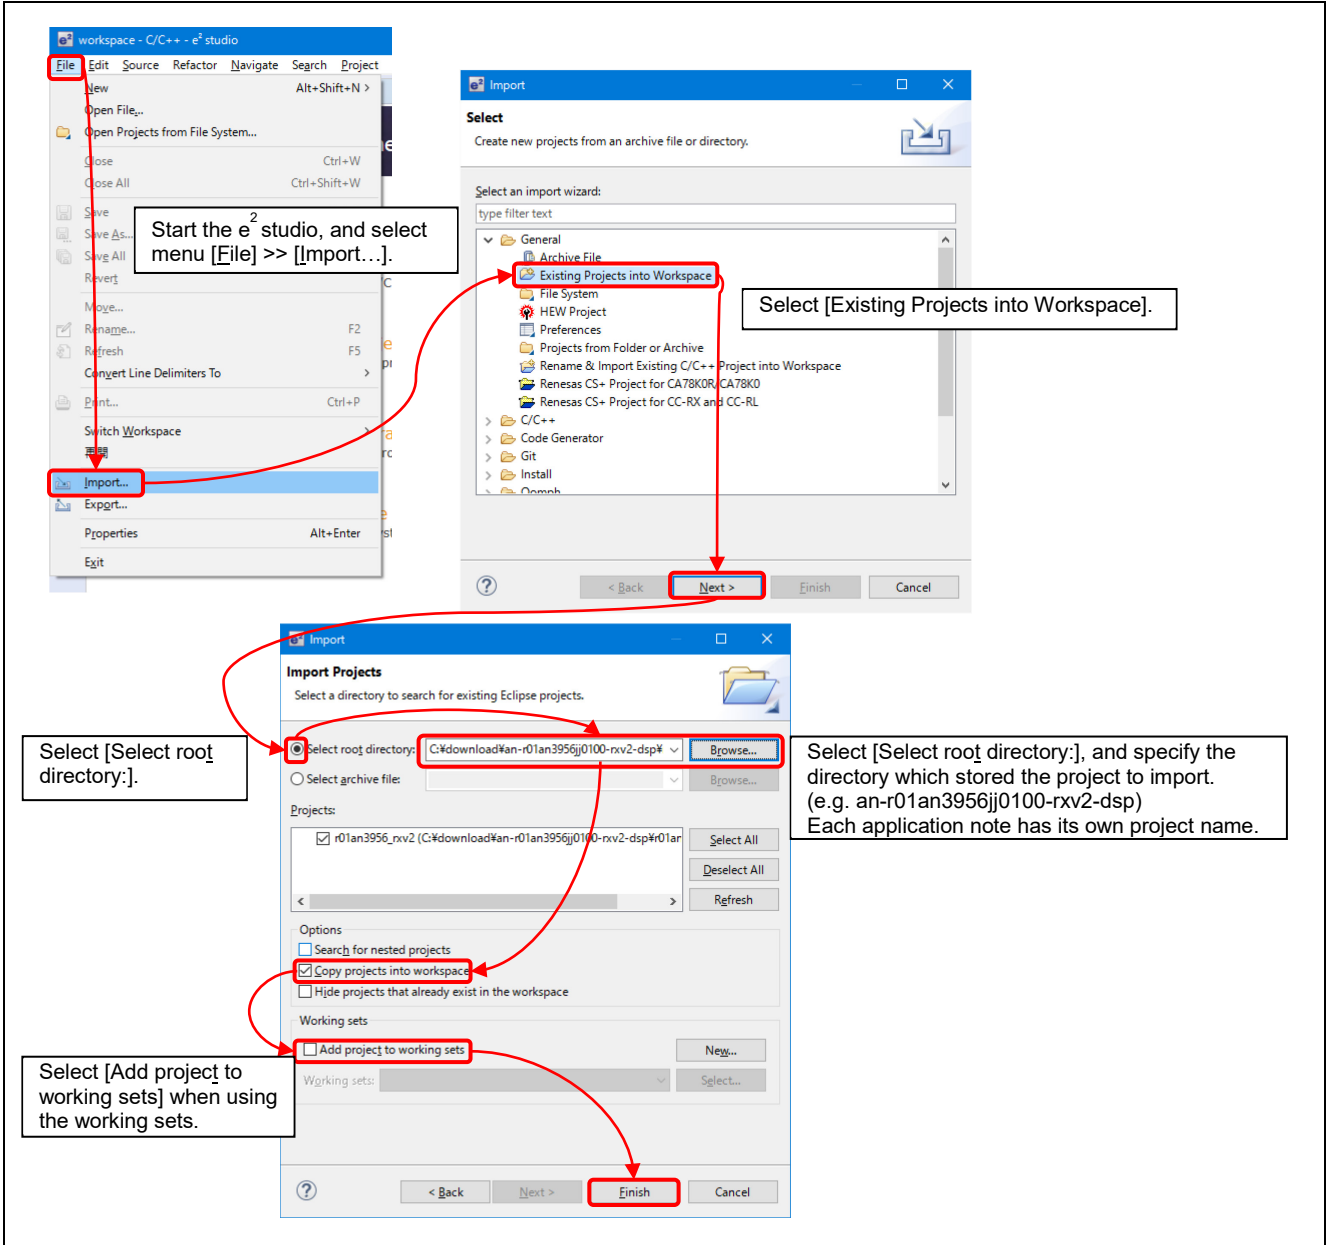 workspace - C/C++ - e² studio
File Edit Source Refactor Navigate Search Project
New Alt+Shift+N >
Open File...
Open Projects from File System...
Close Ctrl+W
Close All Ctrl+Shift+W
Save
Save As...
Save All
Revert
Move...
Rename... F2
Refresh F5
Convert Line Delimiters To >
Print... Ctrl+P
Switch Workspace >
再開
Import...
Export...
Properties Alt+Enter
Exit
Start the e² studio, and select
menu [File] >> [Import…].
Import
Select
Create new projects from an archive file or directory.
Select an import wizard:
type filter text
General
Archive File
Existing Projects into Workspace
File System
HEW Project
Preferences
Projects from Folder or Archive
Rename & Import Existing C/C++ Project into Workspace
Renesas CS+ Project for CA78K0R/CA78K0
Renesas CS+ Project for CC-RX and CC-RL
C/C++
Code Generator
Git
Install
Oomph
< Back Next > Finish Cancel
Select [Existing Projects into Workspace].
Import
Import Projects
Select a directory to search for existing Eclipse projects.
Select root directory: C:¥download¥an-r01an3956jj0100-rxv2-dsp¥ Browse...
Select archive file: Browse...
Projects:
r01an3956_rxv2 (C:¥download¥an-r01an3956jj0100-rxv2-dsp¥r01ar
Select All
Deselect All
Refresh
Options
Search for nested projects
Copy projects into workspace
Hide projects that already exist in the workspace
Working sets
Add project to working sets New...
Working sets: Select...
< Back Next > Finish Cancel
Select [Select root
directory:].
Select [Select root directory:], and specify the
directory which stored the project to import.
(e.g. an-r01an3956jj0100-rxv2-dsp)
Each application note has its own project name.
Select [Add project to
working sets] when using
the working sets.